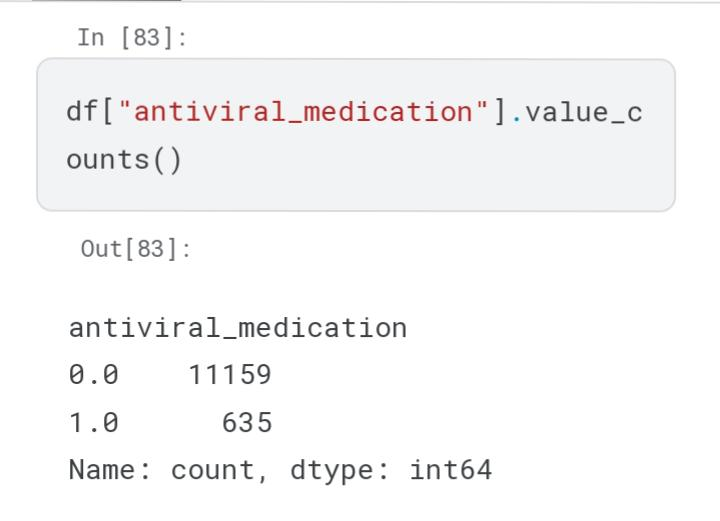 In [83]:
df["antiviral_medication"].value_c
ounts()
Out[83]:
antiviral_medication
0.0    11159
1.0      635
Name: count, dtype: int64